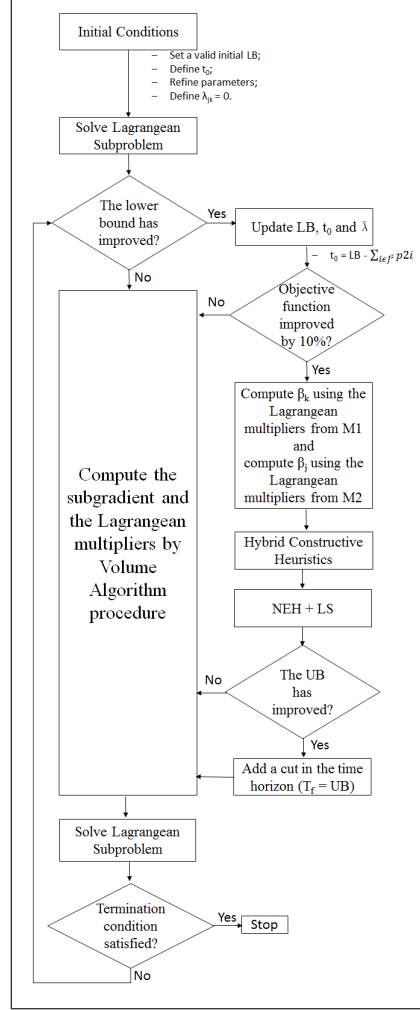 Initial Conditions
– Set a valid initial LB;
– Define t₀;
– Refine parameters;
– Define λⱼₖ = 0.
Solve Lagrangean
Subproblem
The lower
bound has
improved?
Yes
No
Update LB, t₀ and λ̄
– t₀ = LB - ∑ᵢₑⱼ² p2i
Objective
function
improved
by 10%?
No
Yes
Compute βₖ using the
Lagrangean
multipliers from M1
and
compute βⱼ using the
Lagrangean
multipliers from M2
Hybrid Constructive
Heuristics
NEH + LS
The UB
has
improved?
No
Yes
Add a cut in the time
horizon (T_f = UB)
Compute the
subgradient and
the Lagrangean
multipliers by
Volume
Algorithm
procedure
Solve Lagrangean
Subproblem
Termination
condition
satisfied?
Yes
Stop
No